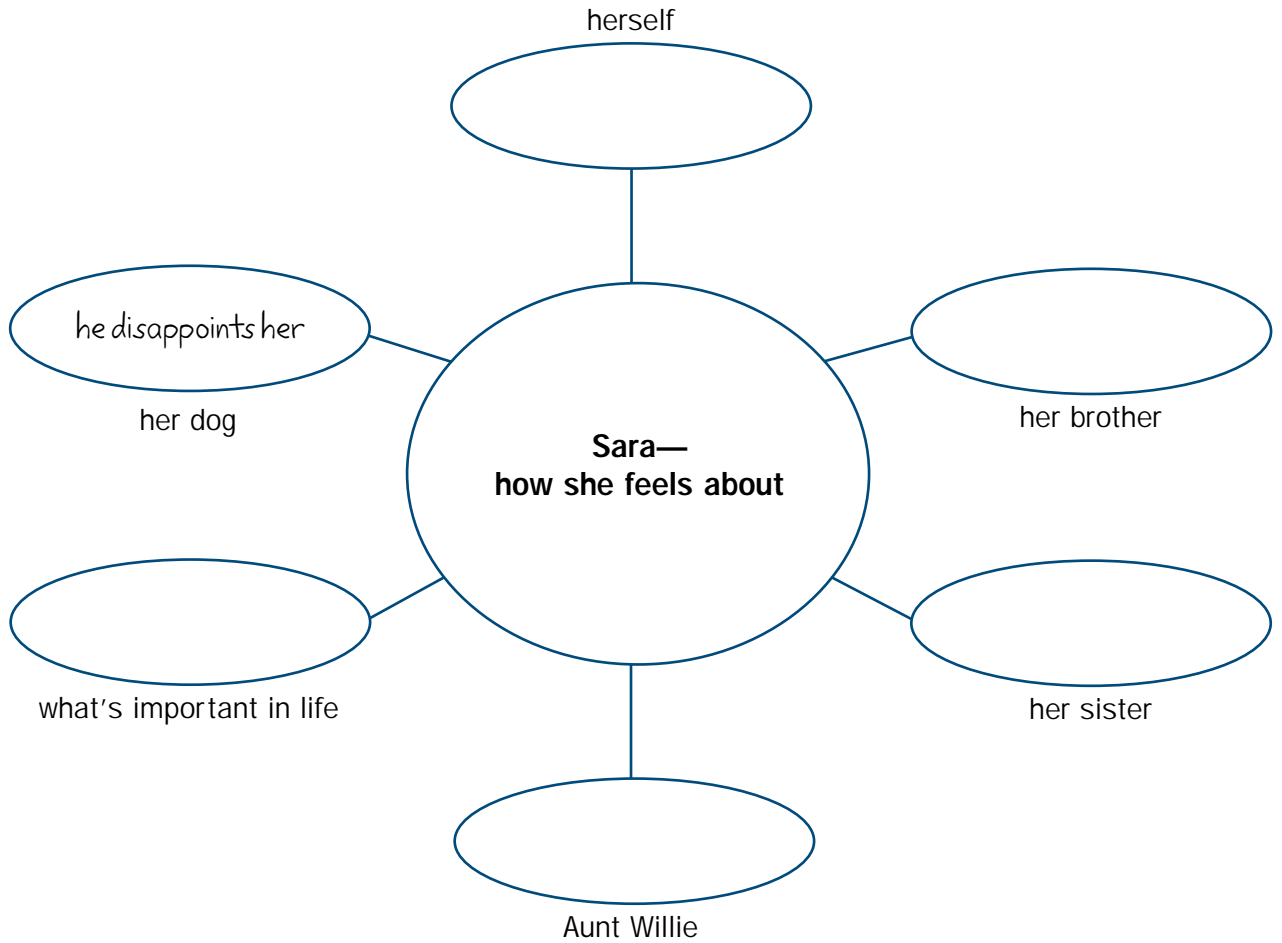 herself
he disappoints her
her dog
her brother
Sara—
how she feels about
what's important in life
her sister
Aunt Willie